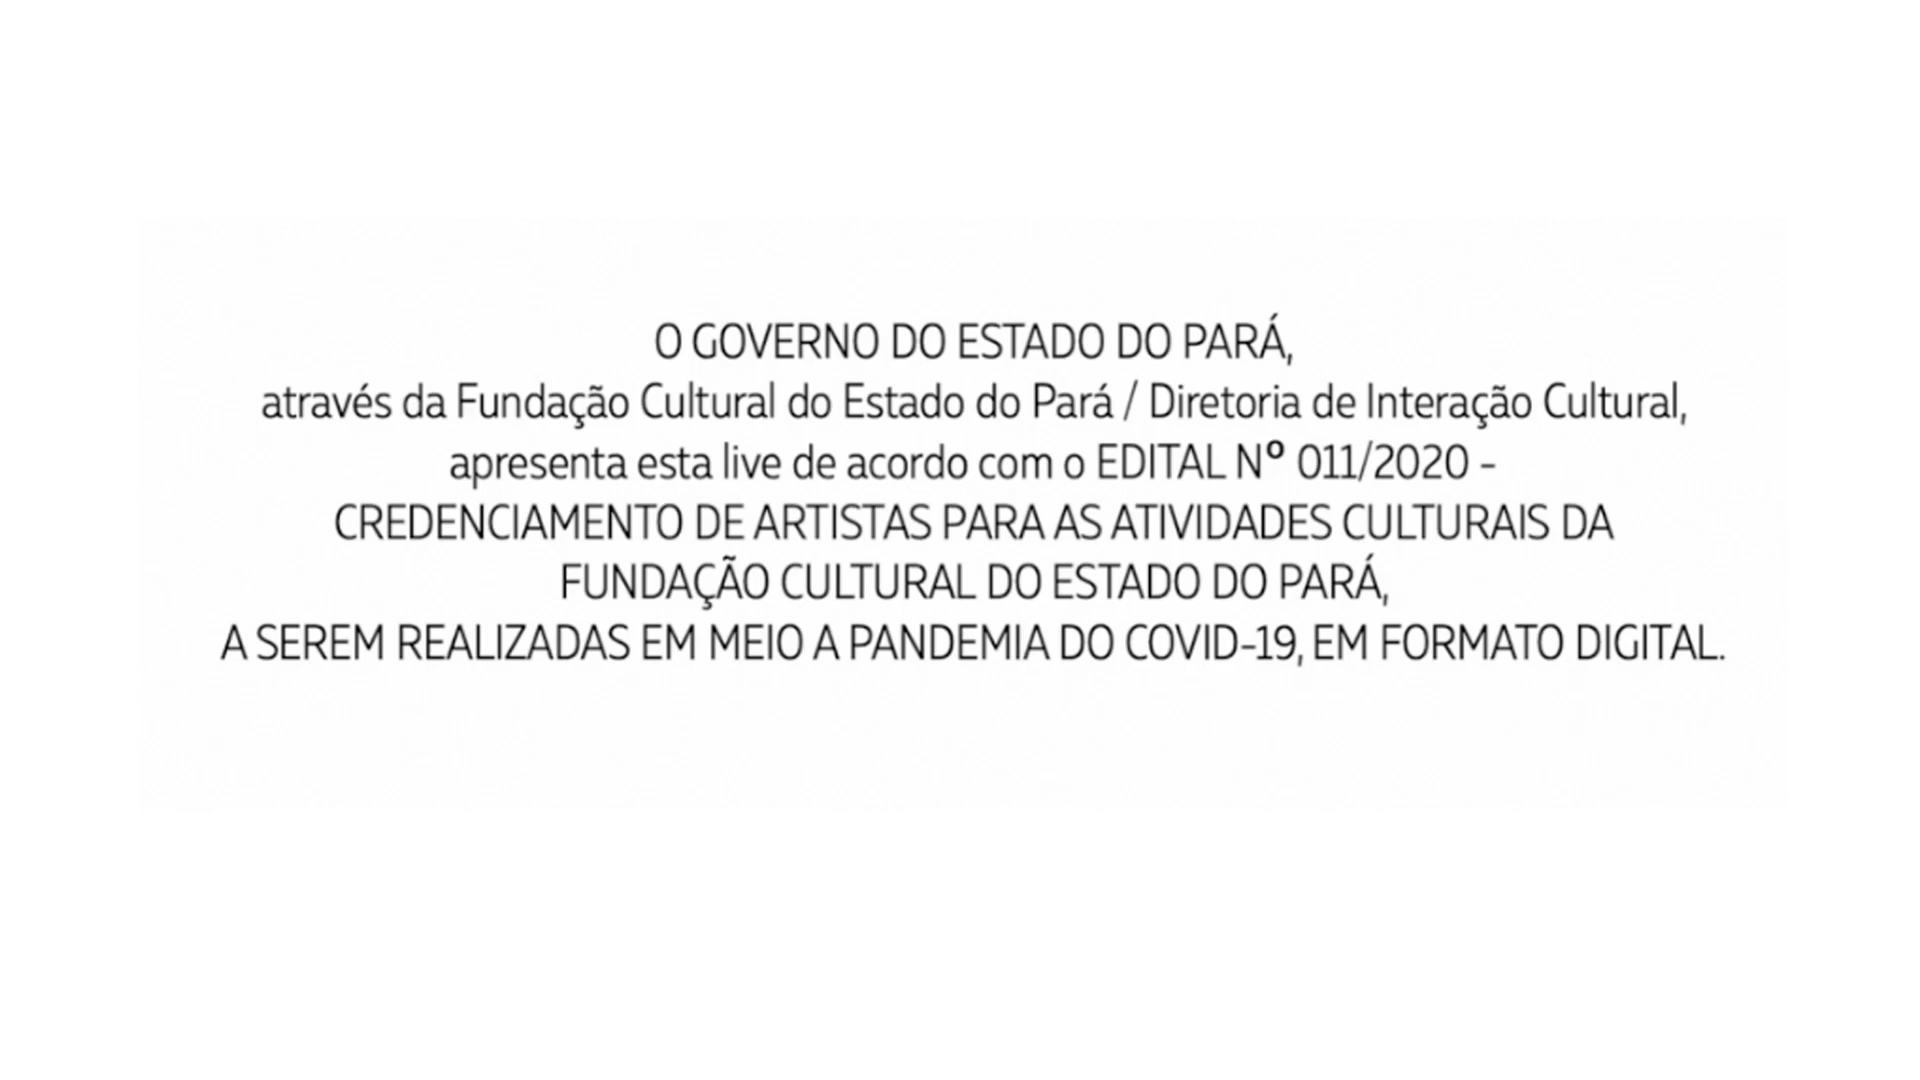 O GOVERNO DO ESTADO DO PARÁ,
através da Fundação Cultural do Estado do Pará / Diretoria de Interação Cultural,
apresenta esta live de acordo com o EDITAL Nº 011/2020 -
CREDENCIAMENTO DE ARTISTAS PARA AS ATIVIDADES CULTURAIS DA
FUNDAÇÃO CULTURAL DO ESTADO DO PARÁ,
A SEREM REALIZADAS EM MEIO A PANDEMIA DO COVID-19, EM FORMATO DIGITAL.